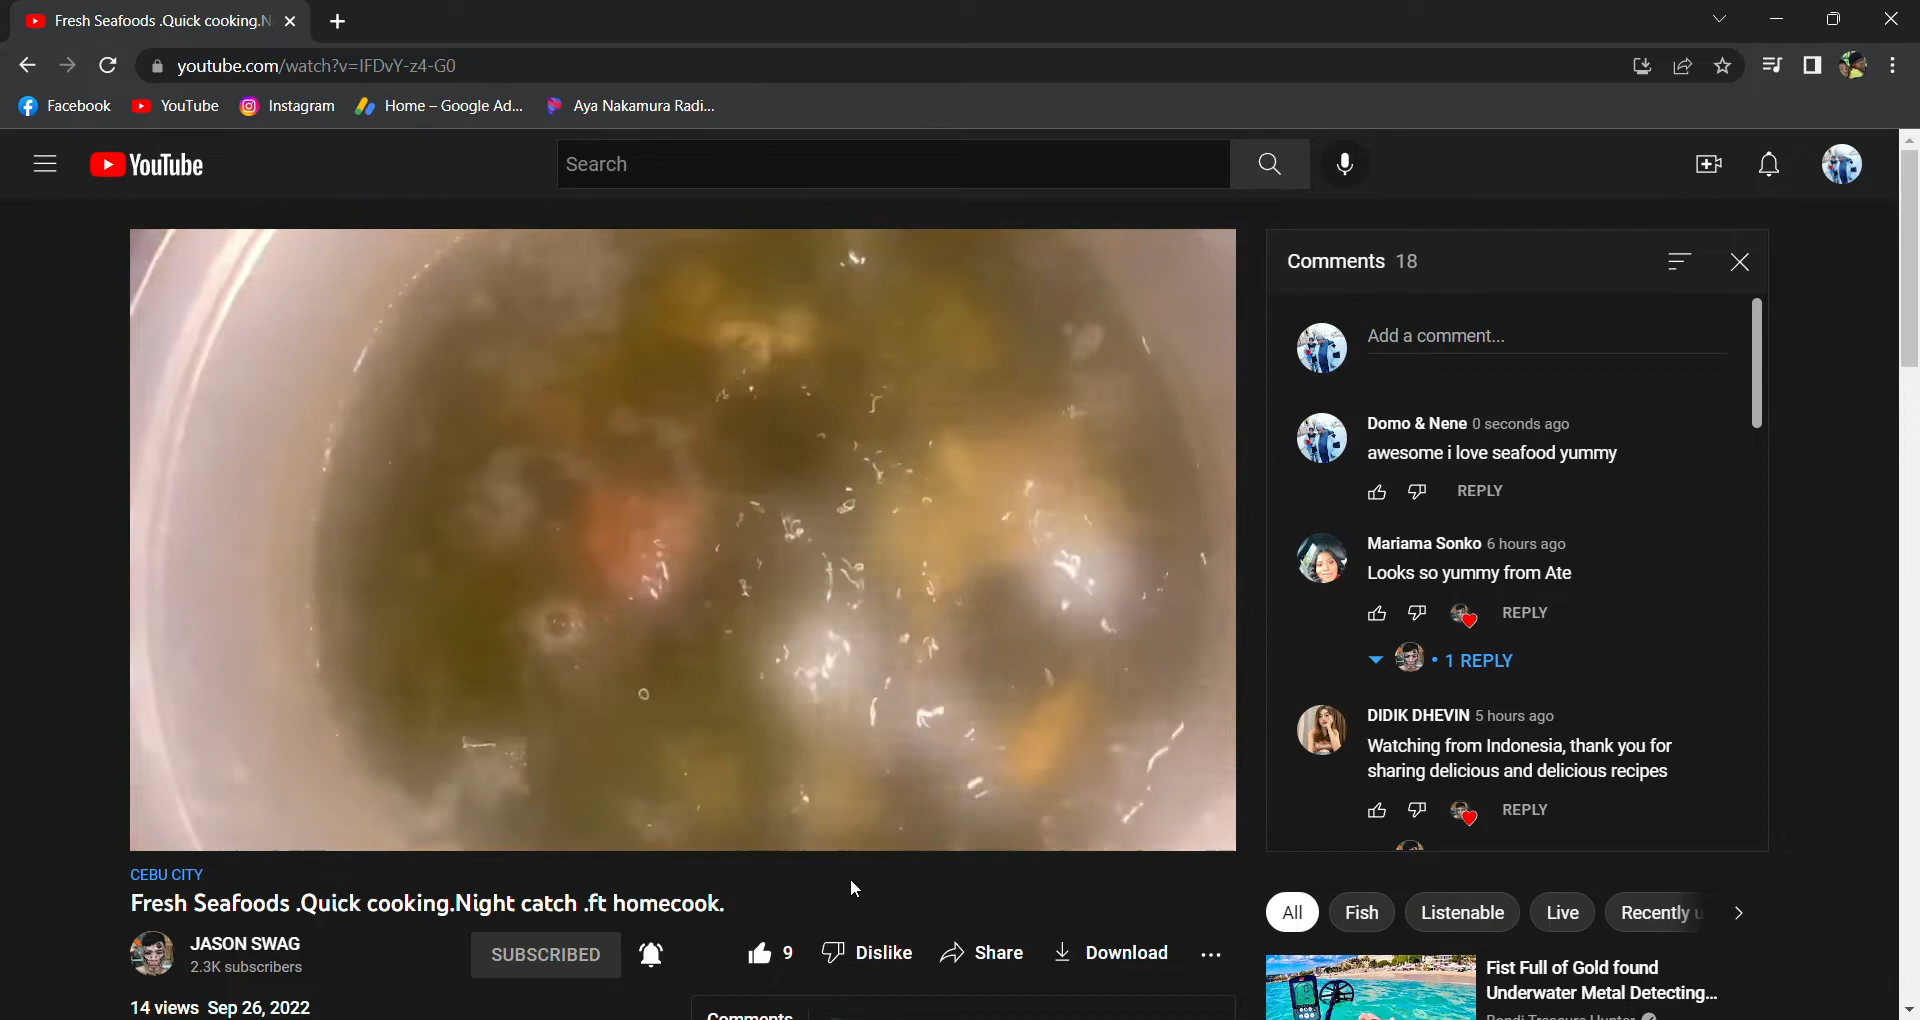 Fresh Seafoods .Quick cooking.N
youtube.com/watch?v=IFDvY-z4-G0
Facebook
YouTube
Instagram
Home – Google Ad...
Aya Nakamura Radi...
YouTube
Search
Comments 18
Add a comment...
Domo & Nene 0 seconds ago
awesome i love seafood yummy
REPLY
Mariama Sonko 6 hours ago
Looks so yummy from Ate
REPLY
• 1 REPLY
DIDIK DHEVIN 5 hours ago
Watching from Indonesia, thank you for
sharing delicious and delicious recipes
REPLY
CEBU CITY
Fresh Seafoods .Quick cooking.Night catch .ft homecook.
JASON SWAG
2.3K subscribers
SUBSCRIBED
9
Dislike
Share
Download
14 views Sep 26, 2022
Comments
All
Fish
Listenable
Live
Recently
Fist Full of Gold found
Underwater Metal Detecting...